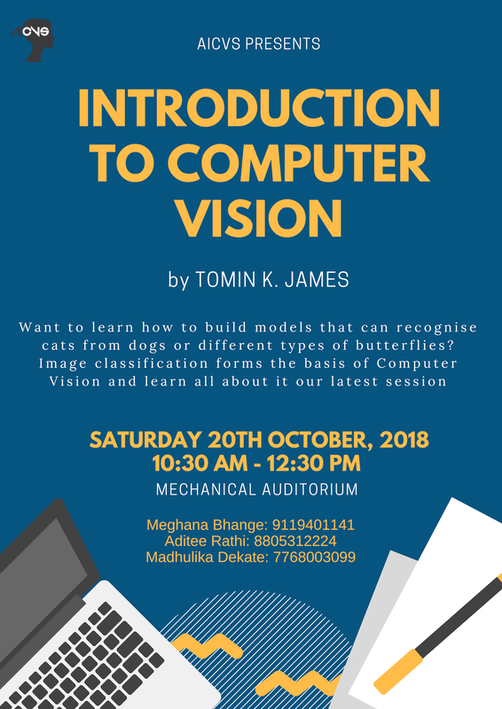 CVS
AICVS PRESENTS
INTRODUCTION
TO COMPUTER
VISION
by TOMIN K. JAMES
Want to learn how to build models that can recognise
cats from dogs or different types of butterflies?
Image classification forms the basis of Computer
Vision and learn all about it our latest session
SATURDAY 20TH OCTOBER, 2018
10:30 AM - 12:30 PM
MECHANICAL AUDITORIUM
Meghana Bhange: 9119401141
Aditee Rathi: 8805312224
Madhulika Dekate: 7768003099